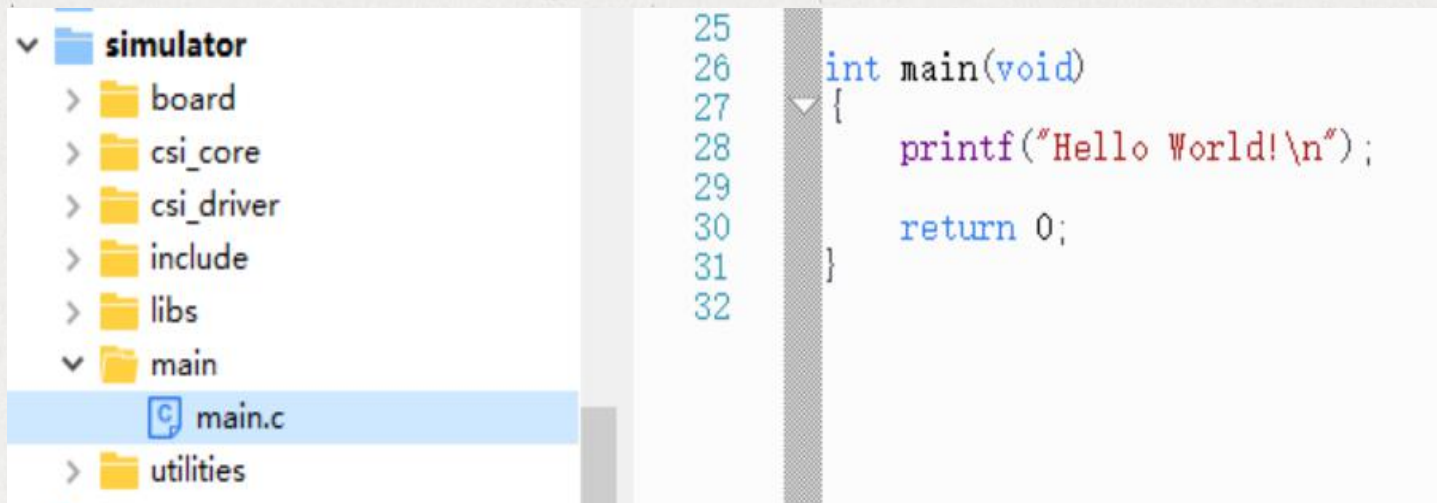 simulator
board
csi_core
csi_driver
include
libs
main
main.c
utilities
25
26 int main(void)
27 {
28 printf("Hello World!\n");
29
30 return 0;
31 }
32